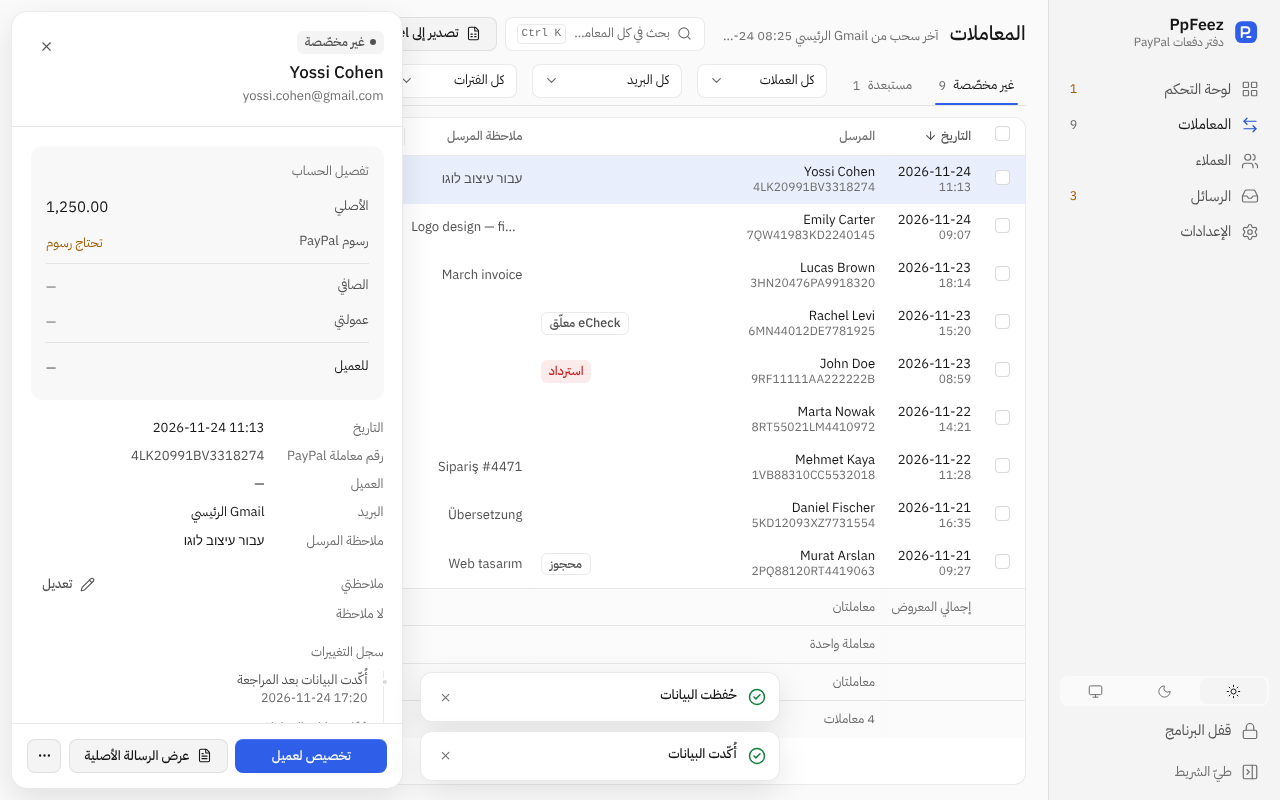 PpFeez
دفتر دفعات PayPal
لوحة التحكم 1
المعاملات 9
العملاء
الرسائل 3
الإعدادات
قفل البرنامج
طيّ الشريط
المعاملات
آخر سحب من Gmail الرئيسي 08:25 24-...
بحث في كل المعامـ... Ctrl K
تصدير إلى
غير مخصّصة 9
مستبعدة 1
كل العملات
كل البريد
كل الفترات
التاريخ
المرسل
ملاحظة المرسل
2026-11-24
11:13
Yossi Cohen
4LK20991BV3318274
עבור עיצוב לוגו
2026-11-24
09:07
Emily Carter
7QW41983KD2240145
Logo design — fi...
2026-11-23
18:14
Lucas Brown
3HN20476PA9918320
March invoice
2026-11-23
15:20
Rachel Levi
6MN44012DE7781925
eCheck معلّق
2026-11-23
08:59
John Doe
9RF11111AA222222B
استرداد
2026-11-22
14:21
Marta Nowak
8RT55021LM4410972
2026-11-22
11:28
Mehmet Kaya
1VB88310CC5532018
Sipariş #4471
2026-11-21
16:35
Daniel Fischer
5KD12093XZ7731554
Übersetzung
2026-11-21
09:27
Murat Arslan
2PQ88120RT4419063
محجوز
Web tasarım
إجمالي المعروض
معاملتان
معاملة واحدة
معاملتان
4 معاملات
حُفظت البيانات
أُكّدت البيانات
غير مخصّصة
Yossi Cohen
yossi.cohen@gmail.com
تفصيل الحساب
الأصلي 1,250.00
رسوم PayPal تحتاج رسوم
الصافي —
عمولتي —
للعميل —
التاريخ 2026-11-24 11:13
رقم معاملة PayPal 4LK20991BV3318274
العميل —
البريد Gmail الرئيسي
ملاحظة المرسل עבור עיצוב לוגו
ملاحظتي تعديل
لا ملاحظة
سجل التغييرات
أُكّدت البيانات بعد المراجعة
2026-11-24 17:20
تخصيص لعميل
عرض الرسالة الأصلية